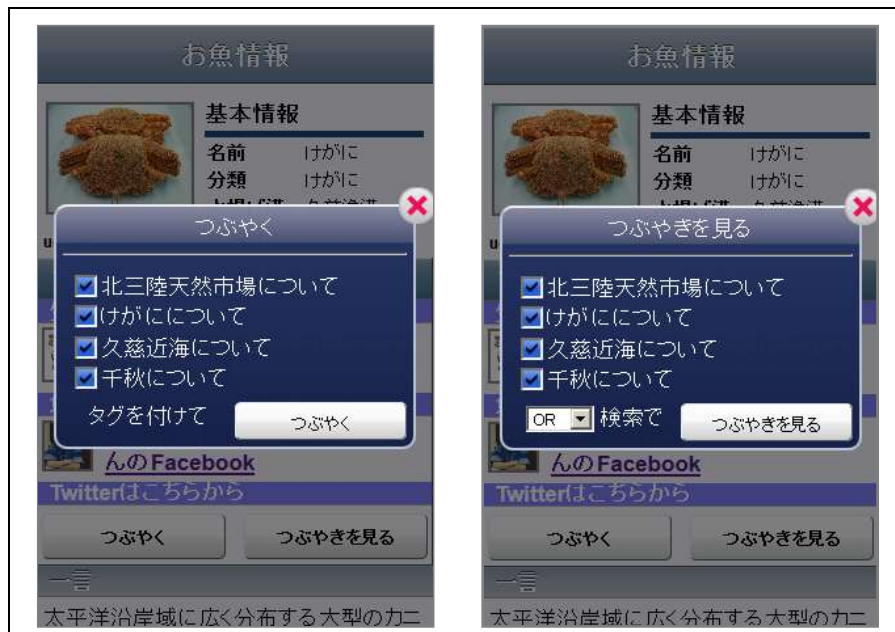 お魚情報
基本情報
名前 けがに
分類 けがに
つぶやく
北三陸天然市場について
けがにについて
久慈近海について
千秋について
タグを付けて つぶやく
んのFacebook
Twitterはこちらから
つぶやく つぶやきを見る
一言
太平洋沿岸域に広く分布する大型のカニ
お魚情報
基本情報
名前 けがに
分類 けがに
つぶやきを見る
北三陸天然市場について
けがにについて
久慈近海について
千秋について
OR 検索で つぶやきを見る
んのFacebook
Twitterはこちらから
つぶやく つぶやきを見る
一言
太平洋沿岸域に広く分布する大型のカニ